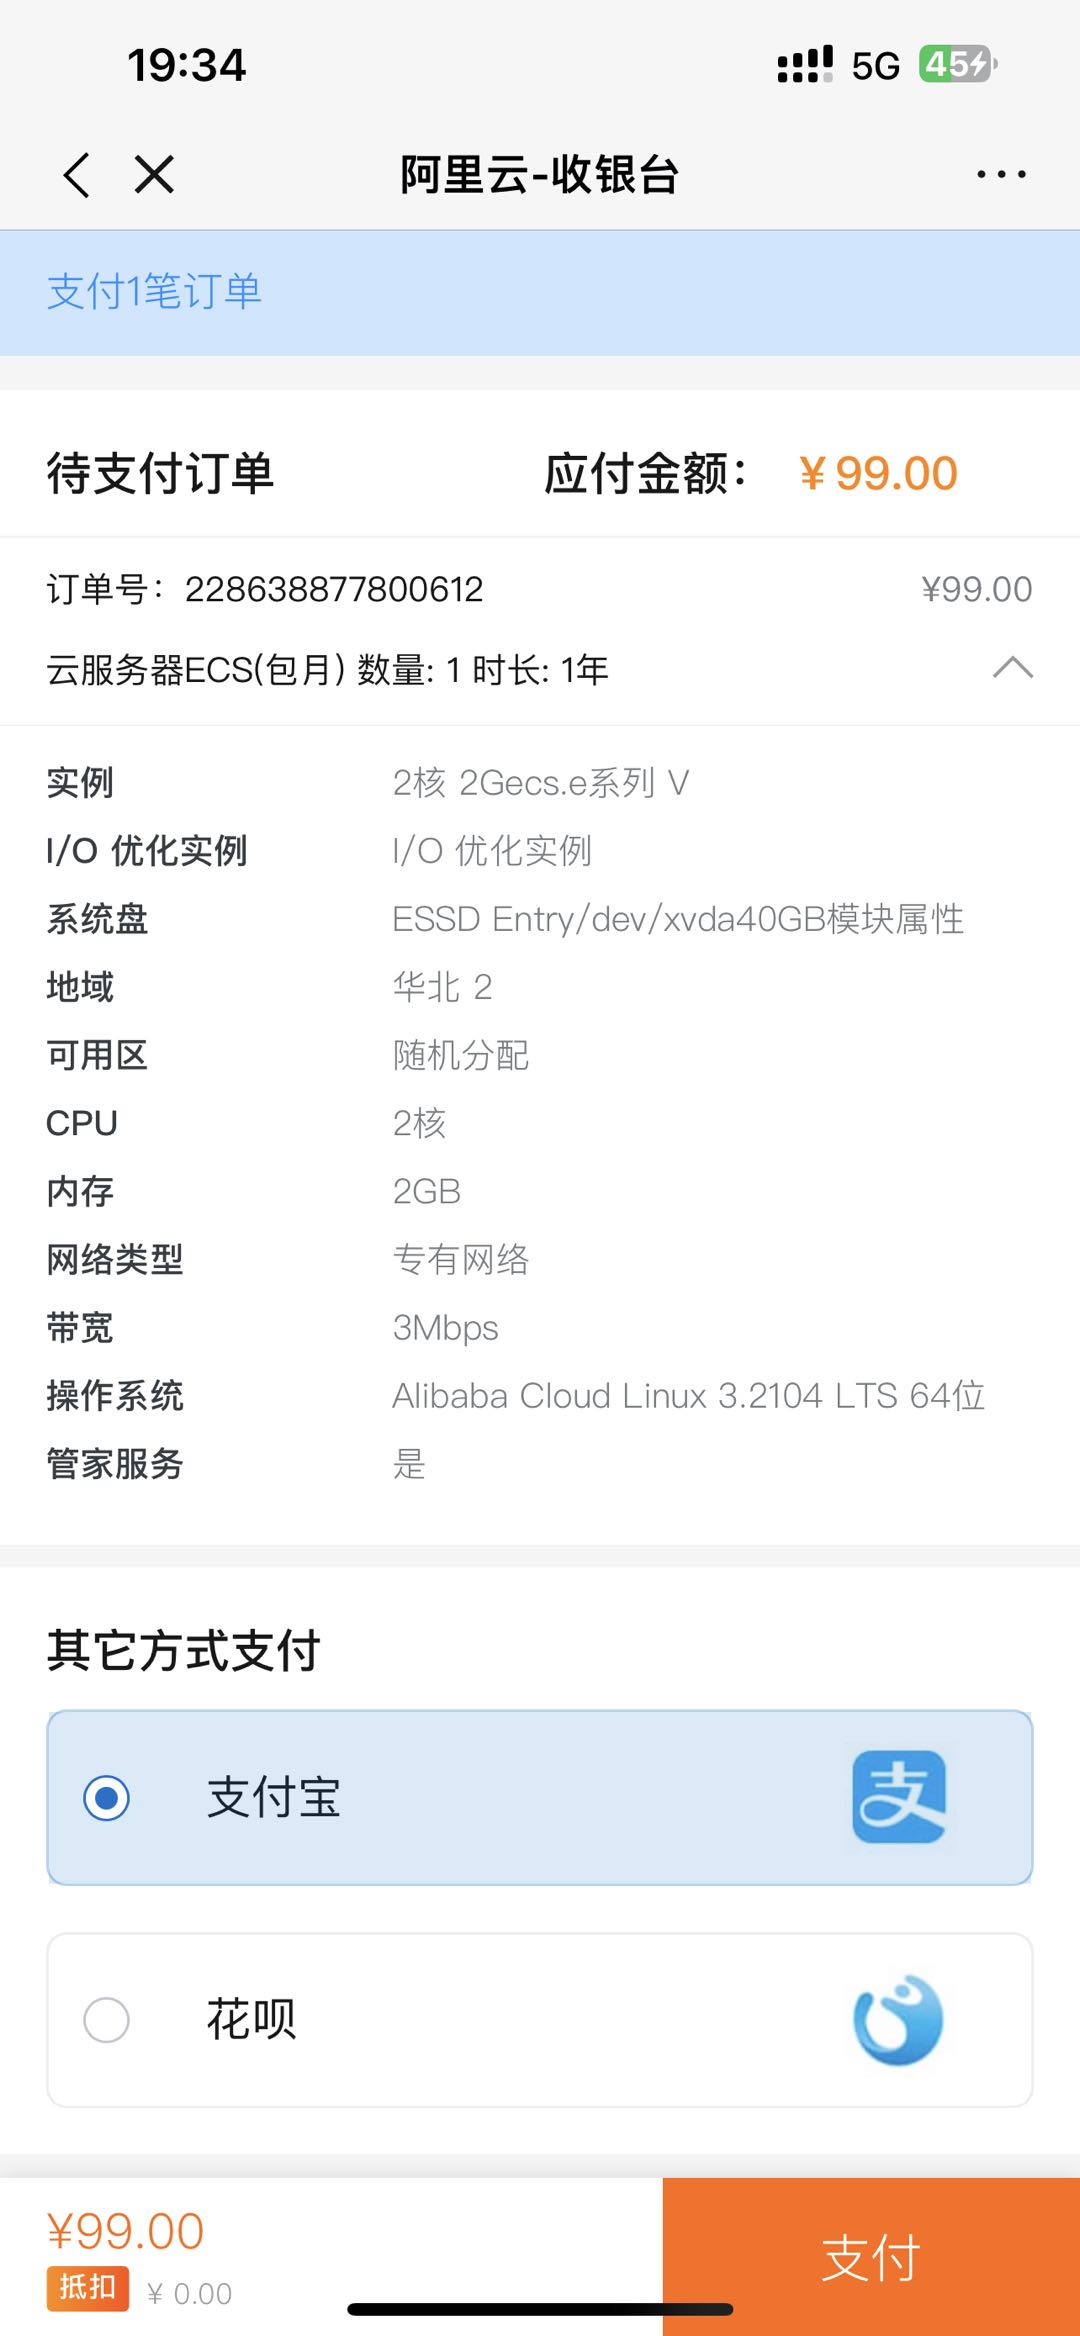 19:34
5G 45
阿里云-收银台
支付1笔订单
待支付订单 应付金额： ¥ 99.00
订单号：228638877800612 ¥99.00
云服务器ECS(包月) 数量: 1 时长: 1年
实例 2核 2Gecs.e系列 V
I/O 优化实例 I/O 优化实例
系统盘 ESSD Entry/dev/xvda40GB模块属性
地域 华北 2
可用区 随机分配
CPU 2核
内存 2GB
网络类型 专有网络
带宽 3Mbps
操作系统 Alibaba Cloud Linux 3.2104 LTS 64位
管家服务 是
其它方式支付
支付宝 支
花呗
¥99.00
抵扣 ¥ 0.00
支付